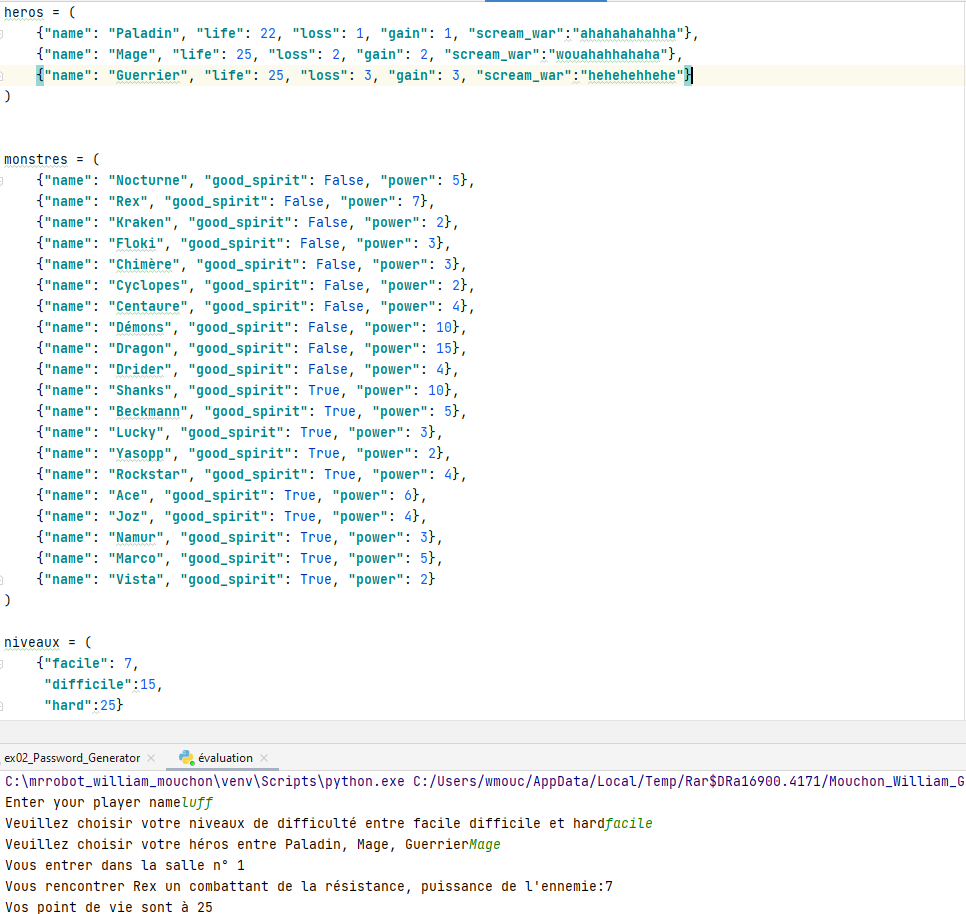 heros = (
    {"name": "Paladin", "life": 22, "loss": 1, "gain": 1, "scream_war":"ahahahahahha"},
    {"name": "Mage", "life": 25, "loss": 2, "gain": 2, "scream_war":"wouahahhahaha"},
    {"name": "Guerrier", "life": 25, "loss": 3, "gain": 3, "scream_war":"hehehehhehe"}
)
monstres = (
    {"name": "Nocturne", "good_spirit": False, "power": 5},
    {"name": "Rex", "good_spirit": False, "power": 7},
    {"name": "Kraken", "good_spirit": False, "power": 2},
    {"name": "Floki", "good_spirit": False, "power": 3},
    {"name": "Chimère", "good_spirit": False, "power": 3},
    {"name": "Cyclopes", "good_spirit": False, "power": 2},
    {"name": "Centaure", "good_spirit": False, "power": 4},
    {"name": "Démons", "good_spirit": False, "power": 10},
    {"name": "Dragon", "good_spirit": False, "power": 15},
    {"name": "Drider", "good_spirit": False, "power": 4},
    {"name": "Shanks", "good_spirit": True, "power": 10},
    {"name": "Beckmann", "good_spirit": True, "power": 5},
    {"name": "Lucky", "good_spirit": True, "power": 3},
    {"name": "Yasopp", "good_spirit": True, "power": 2},
    {"name": "Rockstar", "good_spirit": True, "power": 4},
    {"name": "Ace", "good_spirit": True, "power": 6},
    {"name": "Joz", "good_spirit": True, "power": 4},
    {"name": "Namur", "good_spirit": True, "power": 3},
    {"name": "Marco", "good_spirit": True, "power": 5},
    {"name": "Vista", "good_spirit": True, "power": 2}
)
niveaux = (
    {"facile": 7,
     "difficile":15,
     "hard":25}
ex02_Password_Generator évaluation
C:\mrrobot_william_mouchon\venv\Scripts\python.exe C:/Users/wmouc/AppData/Local/Temp/Rar$DRa16900.4171/Mouchon_William_G
Enter your player nameluff
Veuillez choisir votre niveaux de difficulté entre facile difficile et hardfacile
Veuillez choisir votre héros entre Paladin, Mage, GuerrierMage
Vous entrer dans la salle n° 1
Vous rencontrer Rex un combattant de la résistance, puissance de l'ennemie:7
Vos point de vie sont à 25